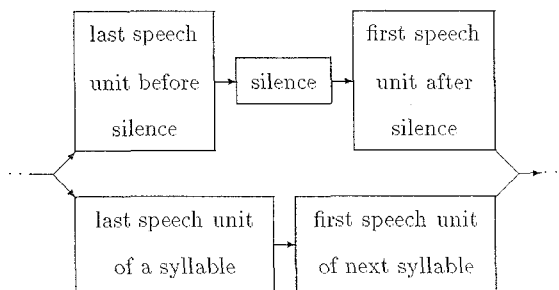 last speech
unit before
silence
silence
first speech
unit after
silence
last speech unit
of a syllable
first speech unit
of next syllable